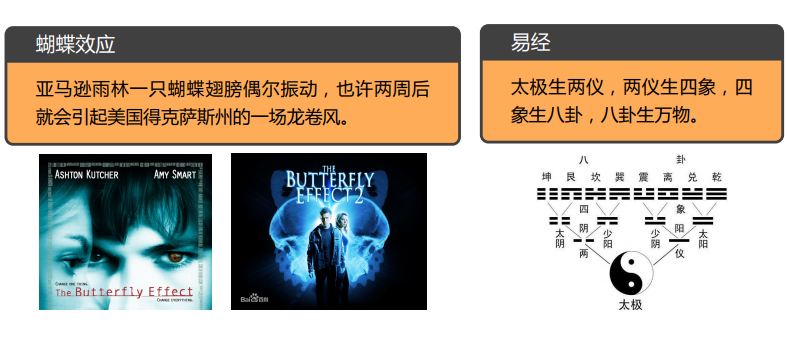 蝴蝶效应
亚马逊雨林一只蝴蝶翅膀偶尔振动，也许两周后
就会引起美国得克萨斯州的一场龙卷风。
易经
太极生两仪，两仪生四象，四
象生八卦，八卦生万物。
ASHTON KUTCHER AMY SMART
CHANGE ONE THING.
The Butterfly Effect
CHANGE EVERYTHING.
THE
BUTTERFLY
EFFECT2
Bai百科
八 卦
坤 艮 坎 巽 震 离 兑 乾
四 象
太阴 少阳 少阴 太阳
阴 阳
两 仪
太极